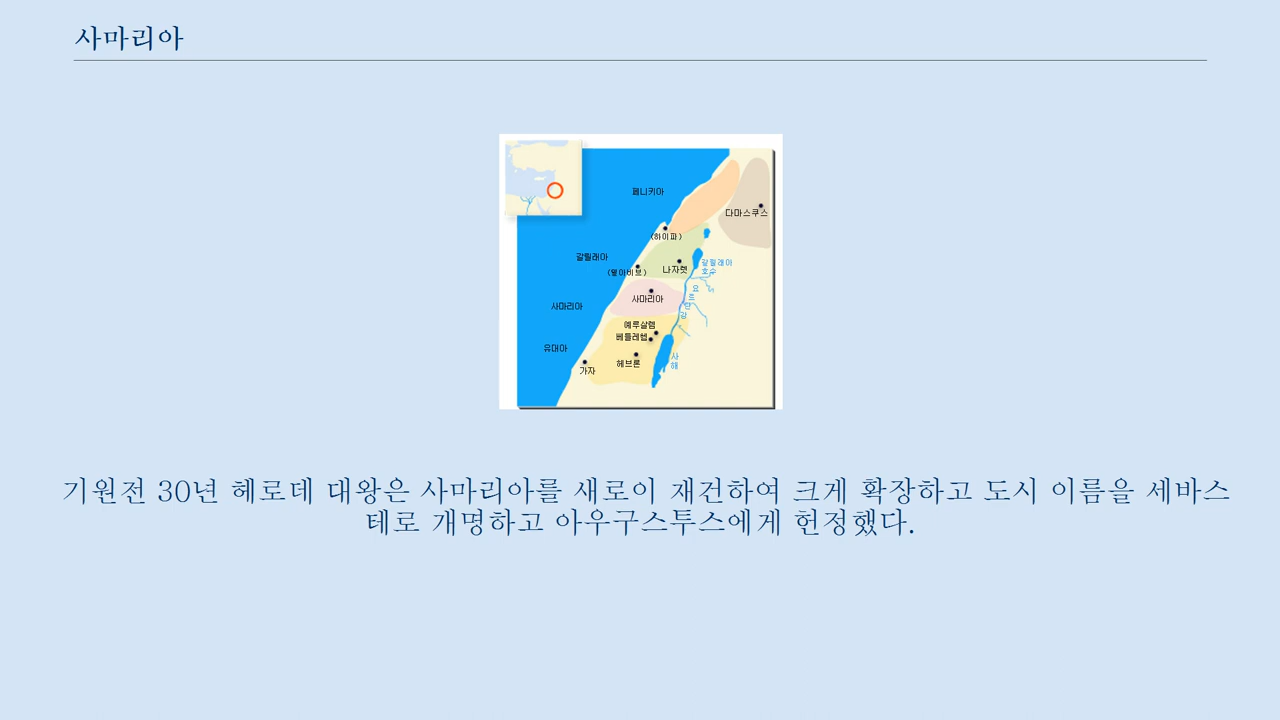 사마리아
페니키아
다마스쿠스
(하이파)
갈릴래아
(텔아비브)
나자렛
갈릴래아
호수
요르단강
사마리아
사마리아
예루살렘
베들레헴
유대아
헤브론
사해
가자
기원전 30년 헤로데 대왕은 사마리아를 새로이 재건하여 크게 확장하고 도시 이름을 세바스
테로 개명하고 아우구스투스에게 헌정했다.